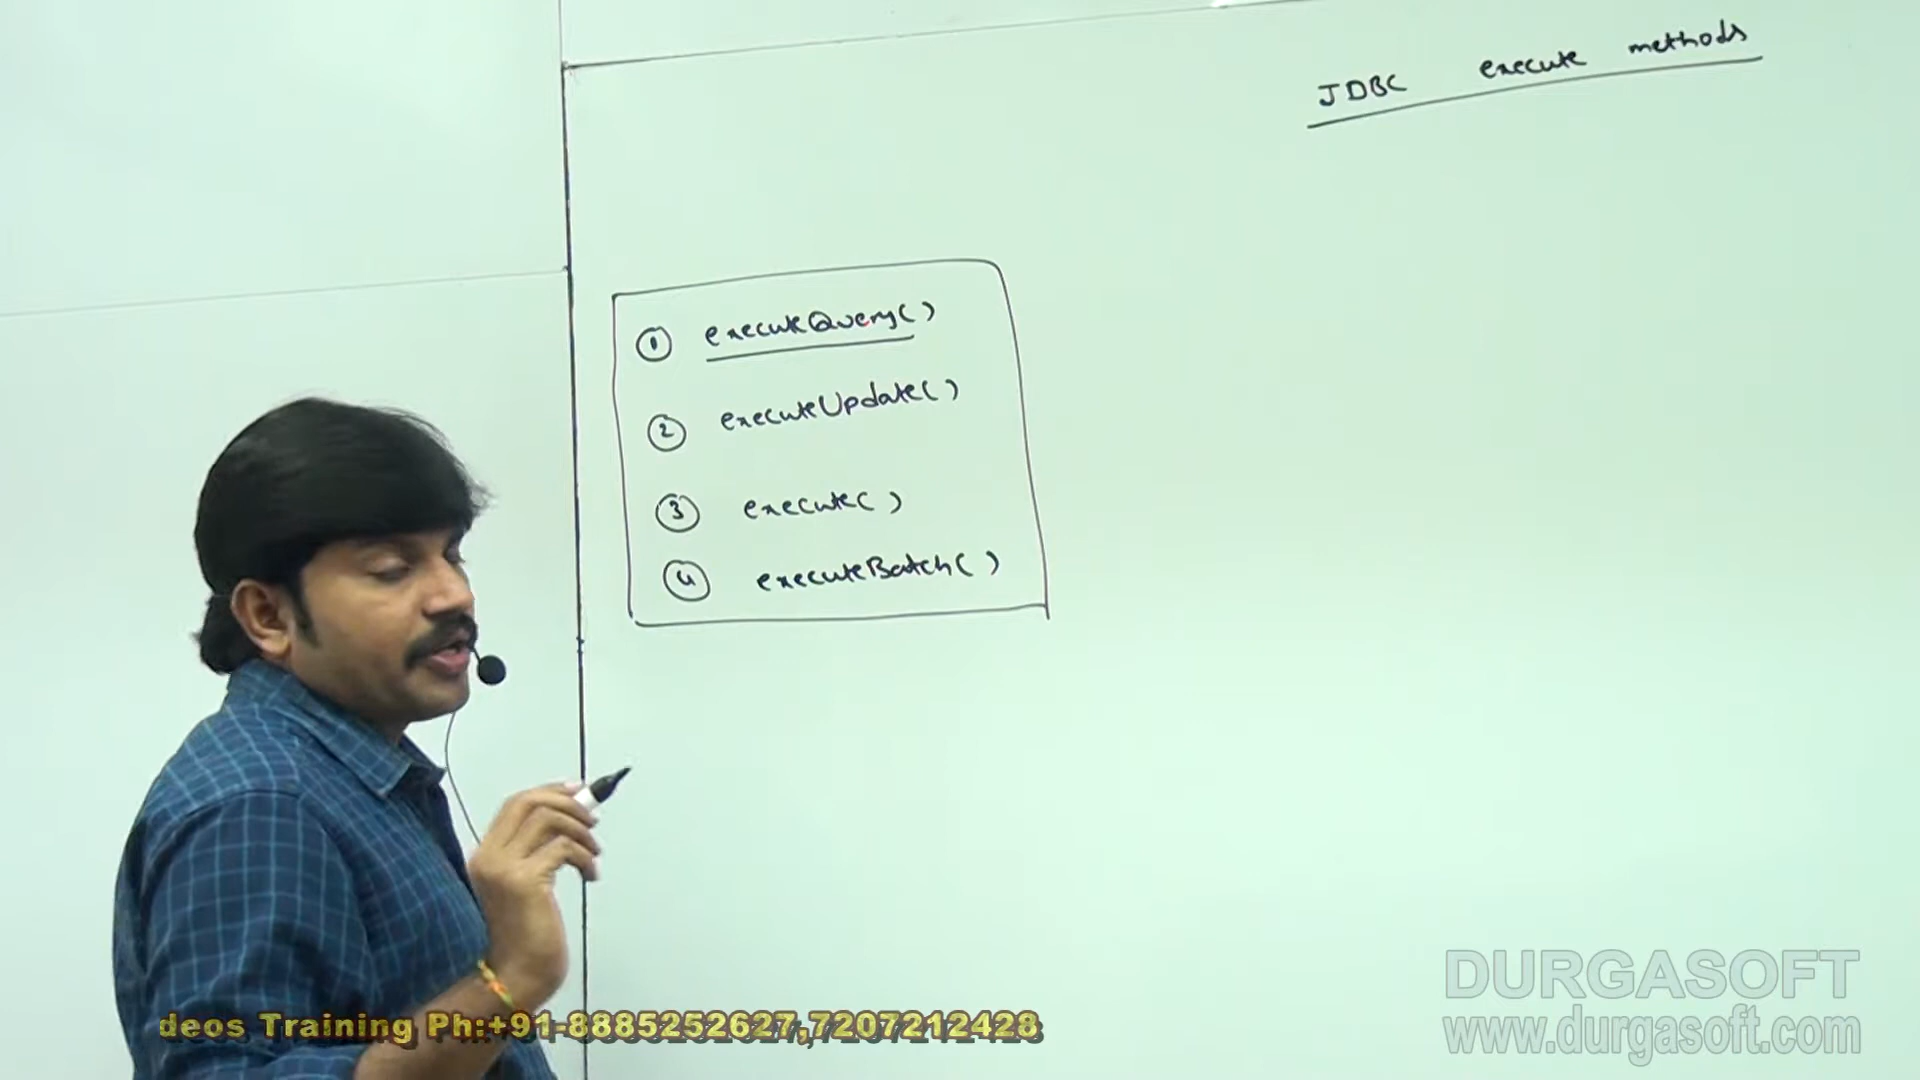 JDBC execute methods
1 executeQuery()
2 executeUpdate()
3 execute()
4 executeBatch()
DURGASOFT
www.durgasoft.com
deos Training Ph:+91-8885252627,7207212428